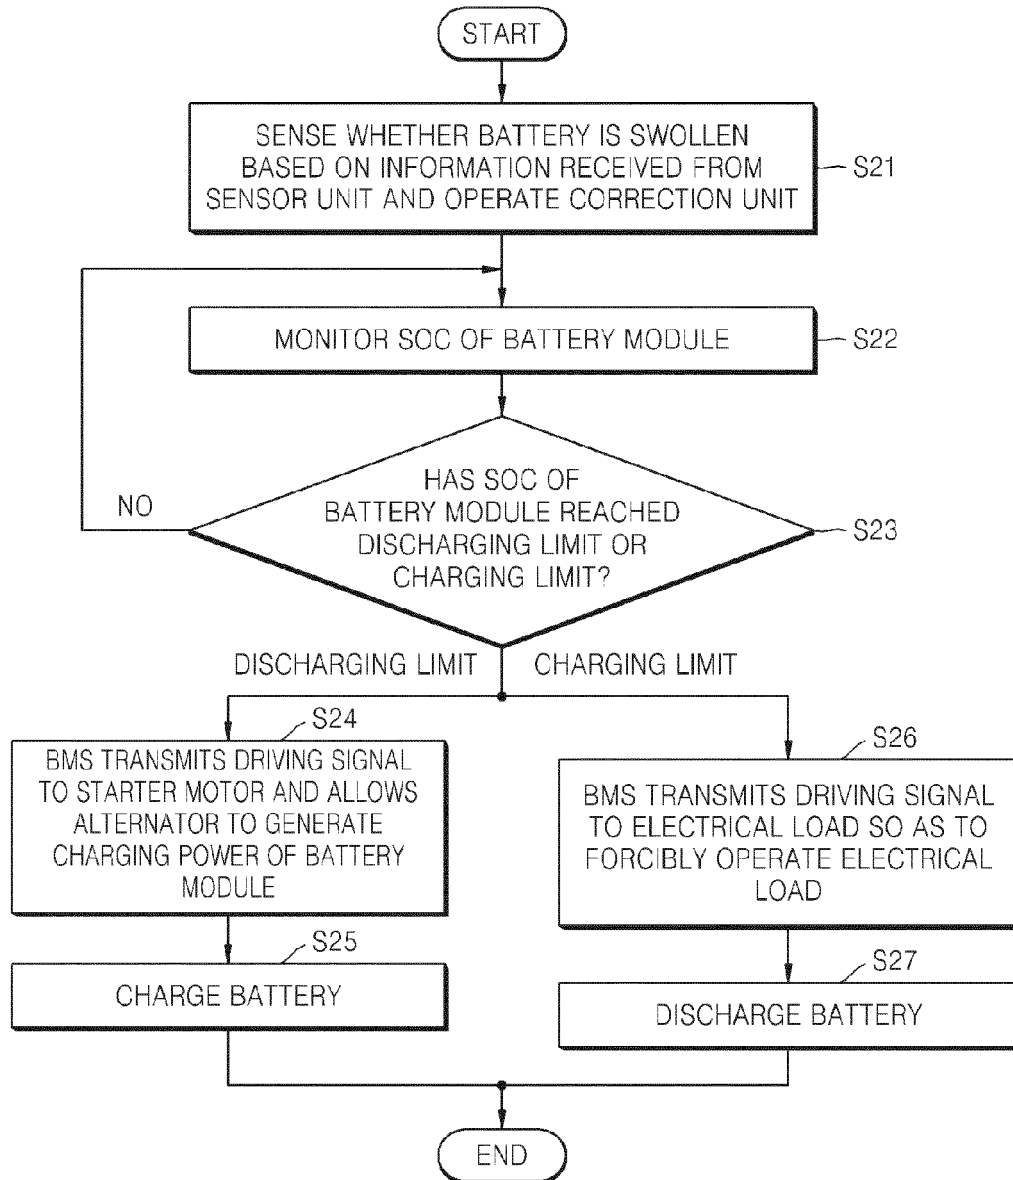 START
SENSE WHETHER BATTERY IS SWOLLEN
BASED ON INFORMATION RECEIVED FROM
SENSOR UNIT AND OPERATE CORRECTION UNIT
S21
MONITOR SOC OF BATTERY MODULE
S22
HAS SOC OF
BATTERY MODULE REACHED
DISCHARGING LIMIT OR
CHARGING LIMIT?
S23
NO
DISCHARGING LIMIT
CHARGING LIMIT
S24
BMS TRANSMITS DRIVING SIGNAL
TO STARTER MOTOR AND ALLOWS
ALTERNATOR TO GENERATE
CHARGING POWER OF BATTERY
MODULE
S26
BMS TRANSMITS DRIVING SIGNAL
TO ELECTRICAL LOAD SO AS TO
FORCIBLY OPERATE ELECTRICAL
LOAD
S25
CHARGE BATTERY
S27
DISCHARGE BATTERY
END